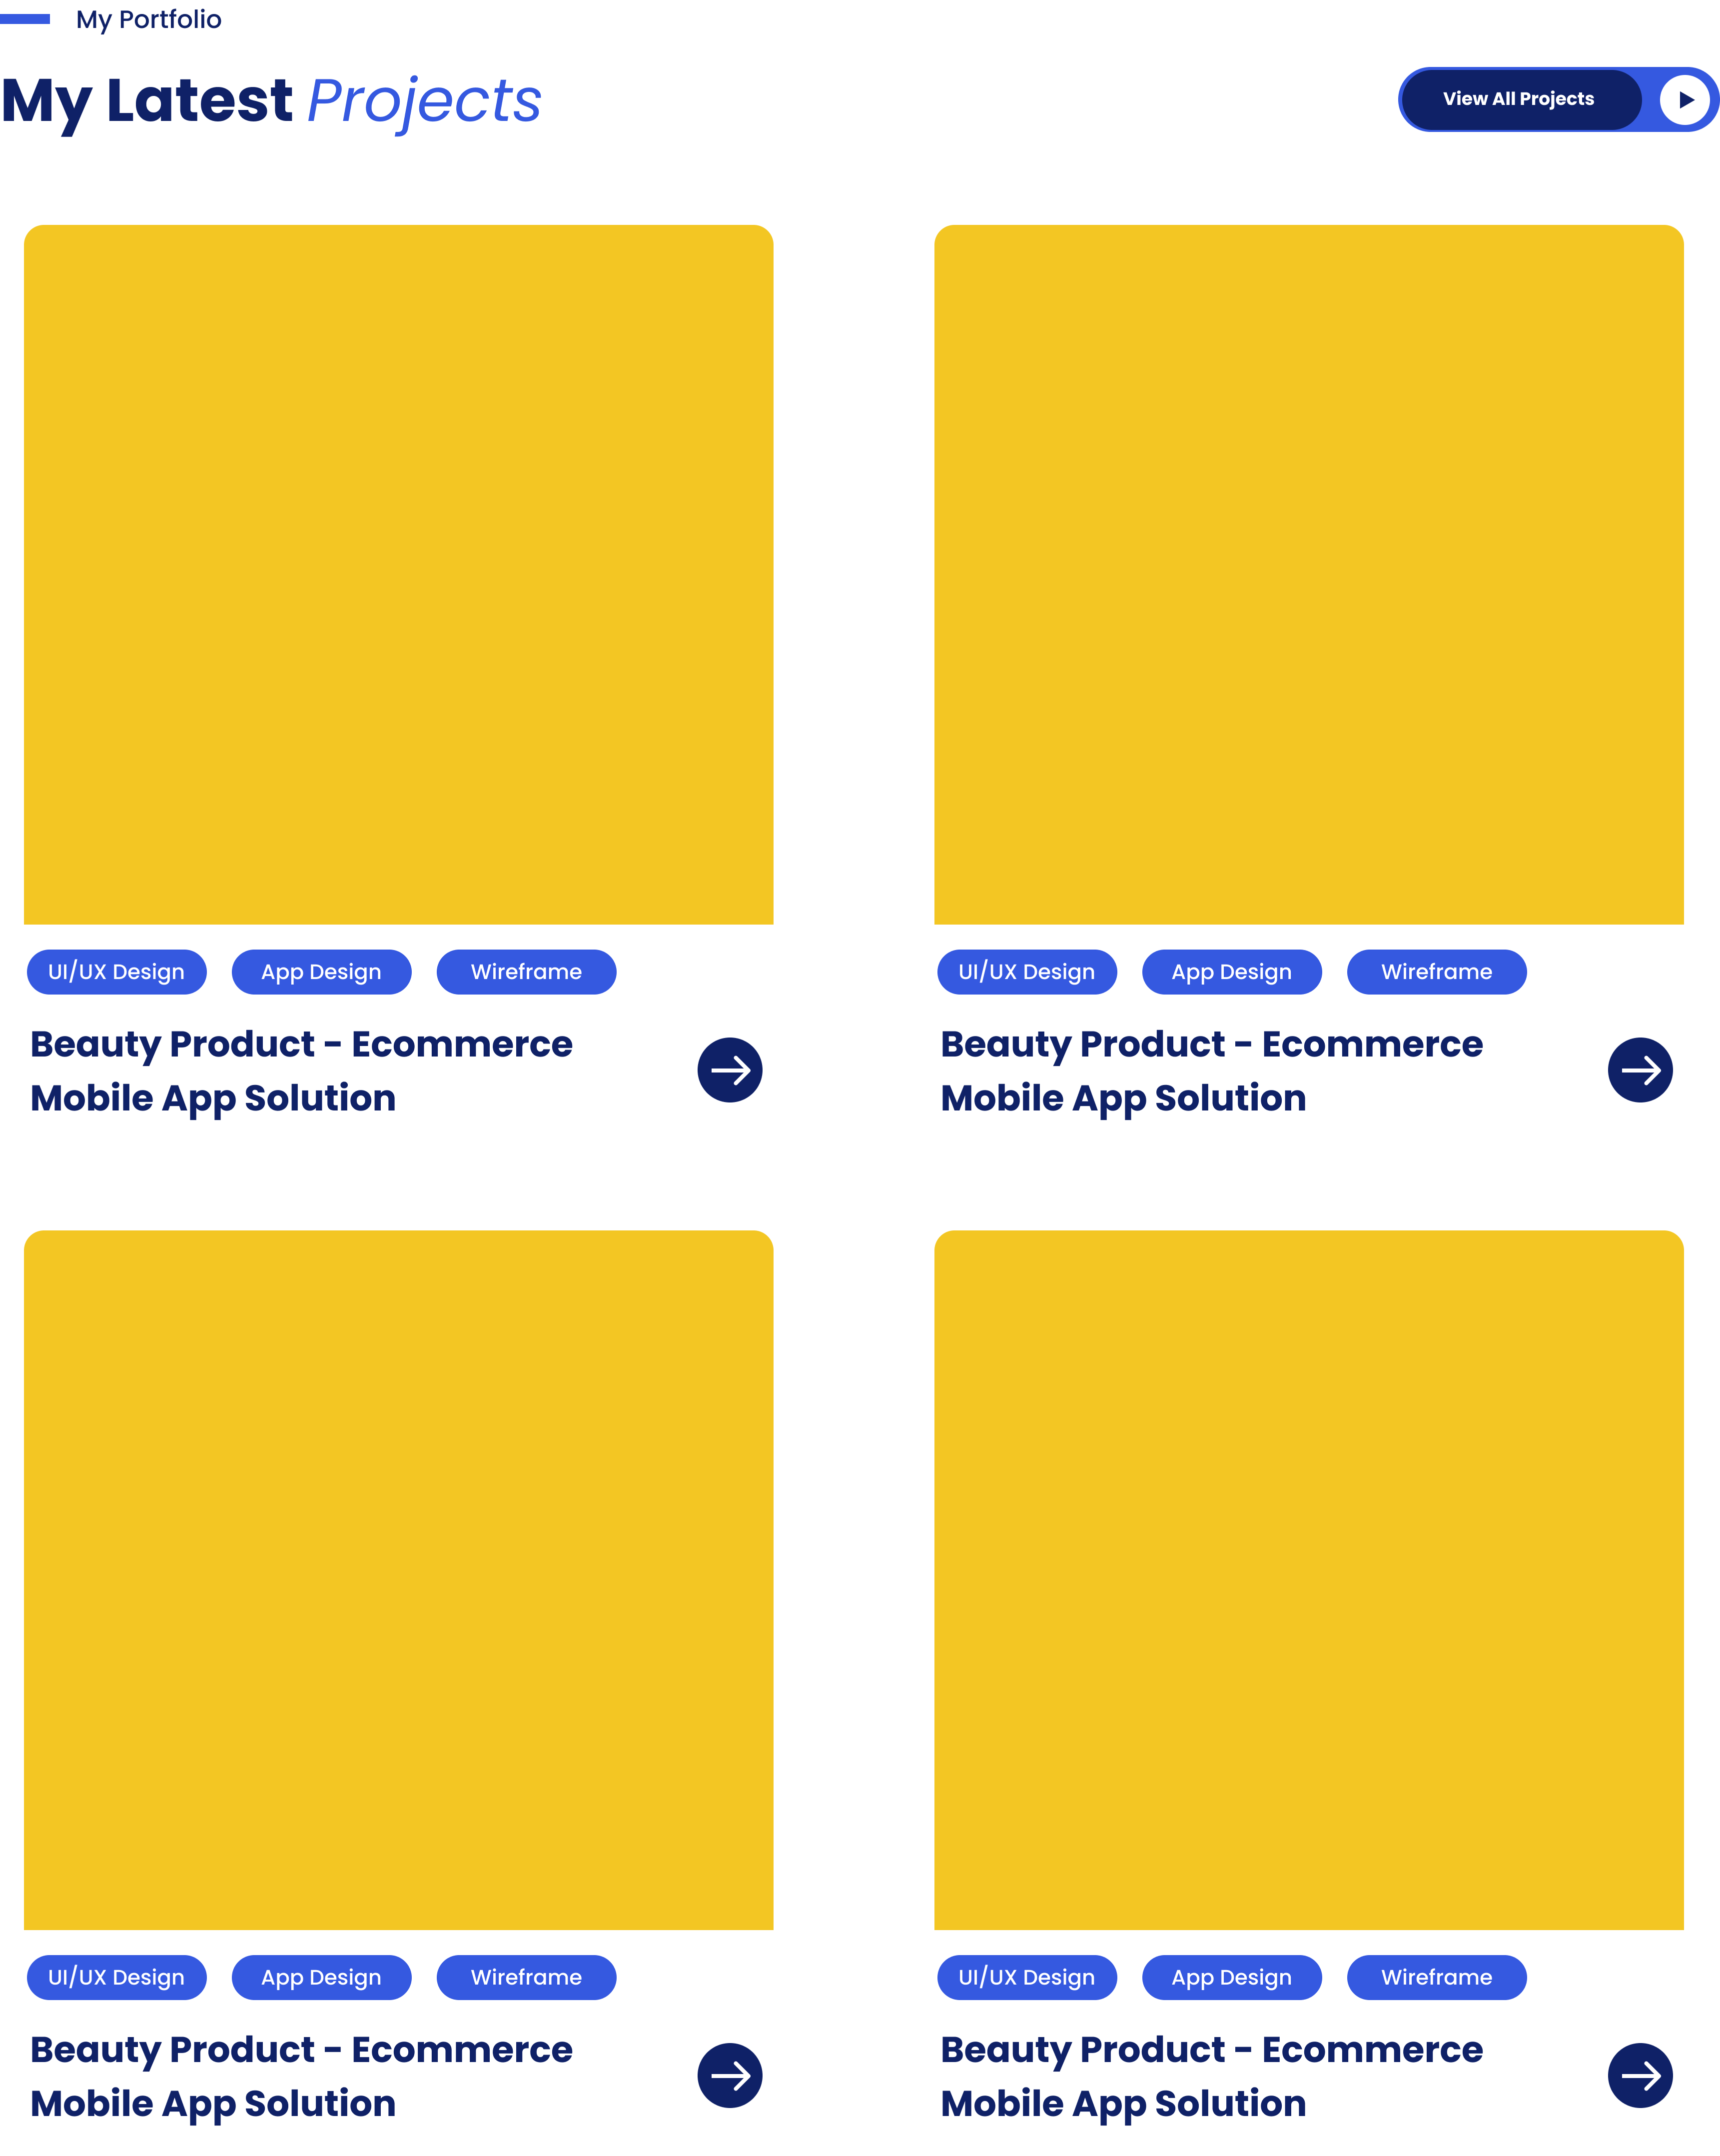 My Portfolio
My Latest Projects
View All Projects
UI/UX Design
App Design
Wireframe
Beauty Product - Ecommerce
Mobile App Solution
UI/UX Design
App Design
Wireframe
Beauty Product - Ecommerce
Mobile App Solution
UI/UX Design
App Design
Wireframe
Beauty Product - Ecommerce
Mobile App Solution
UI/UX Design
App Design
Wireframe
Beauty Product - Ecommerce
Mobile App Solution